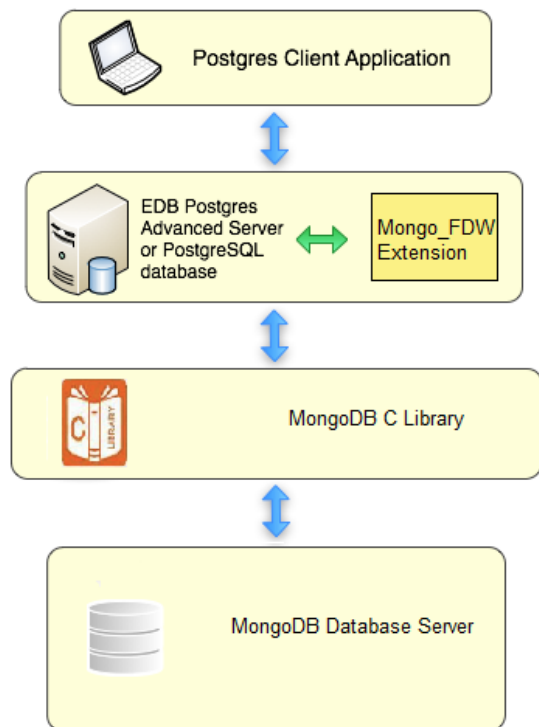 Postgres Client Application
EDB Postgres
Advanced Server
or PostgreSQL
database
Mongo_FDW
Extension
C
LIBRARY
MongoDB C Library
MongoDB Database Server